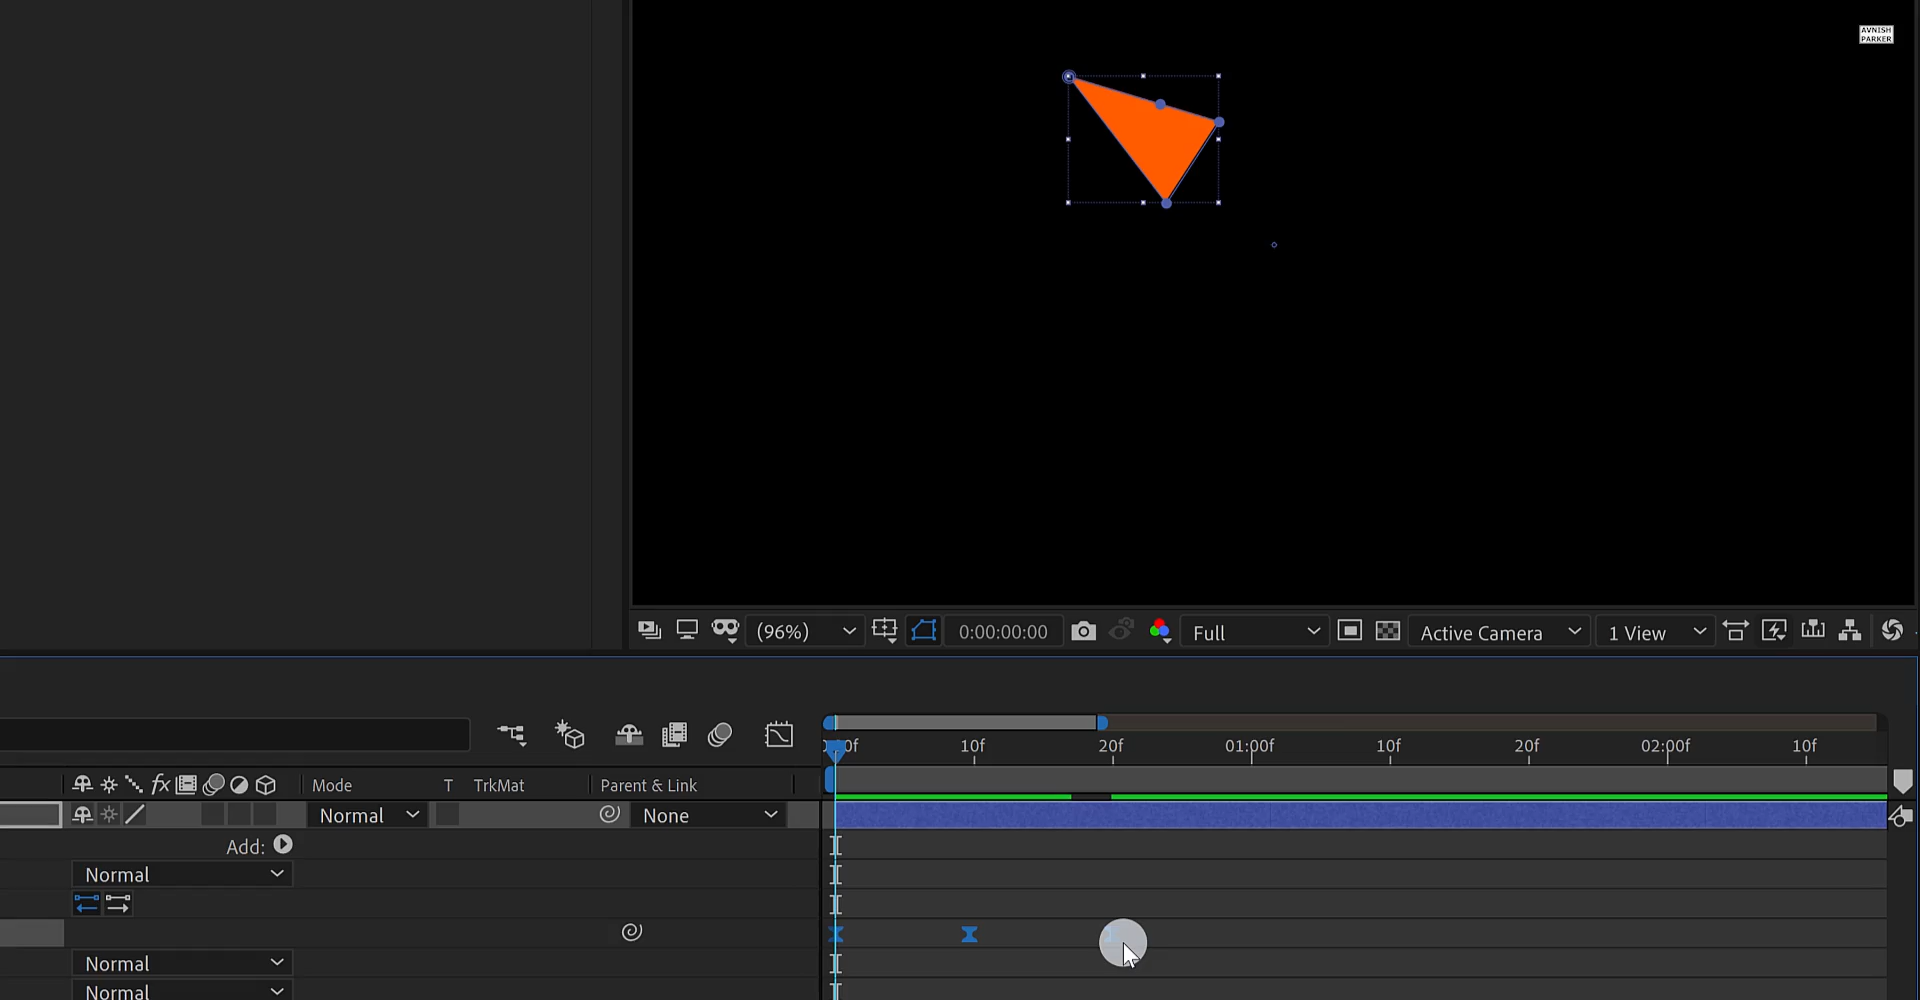 AVNISH
PARKER
(96%)
0:00:00:00
Full
Active Camera
1 View
10f
20f
01:00f
10f
20f
02:00f
10f
fx
Mode
T
TrkMat
Parent & Link
Normal
None
Add:
Normal
Normal
Normal